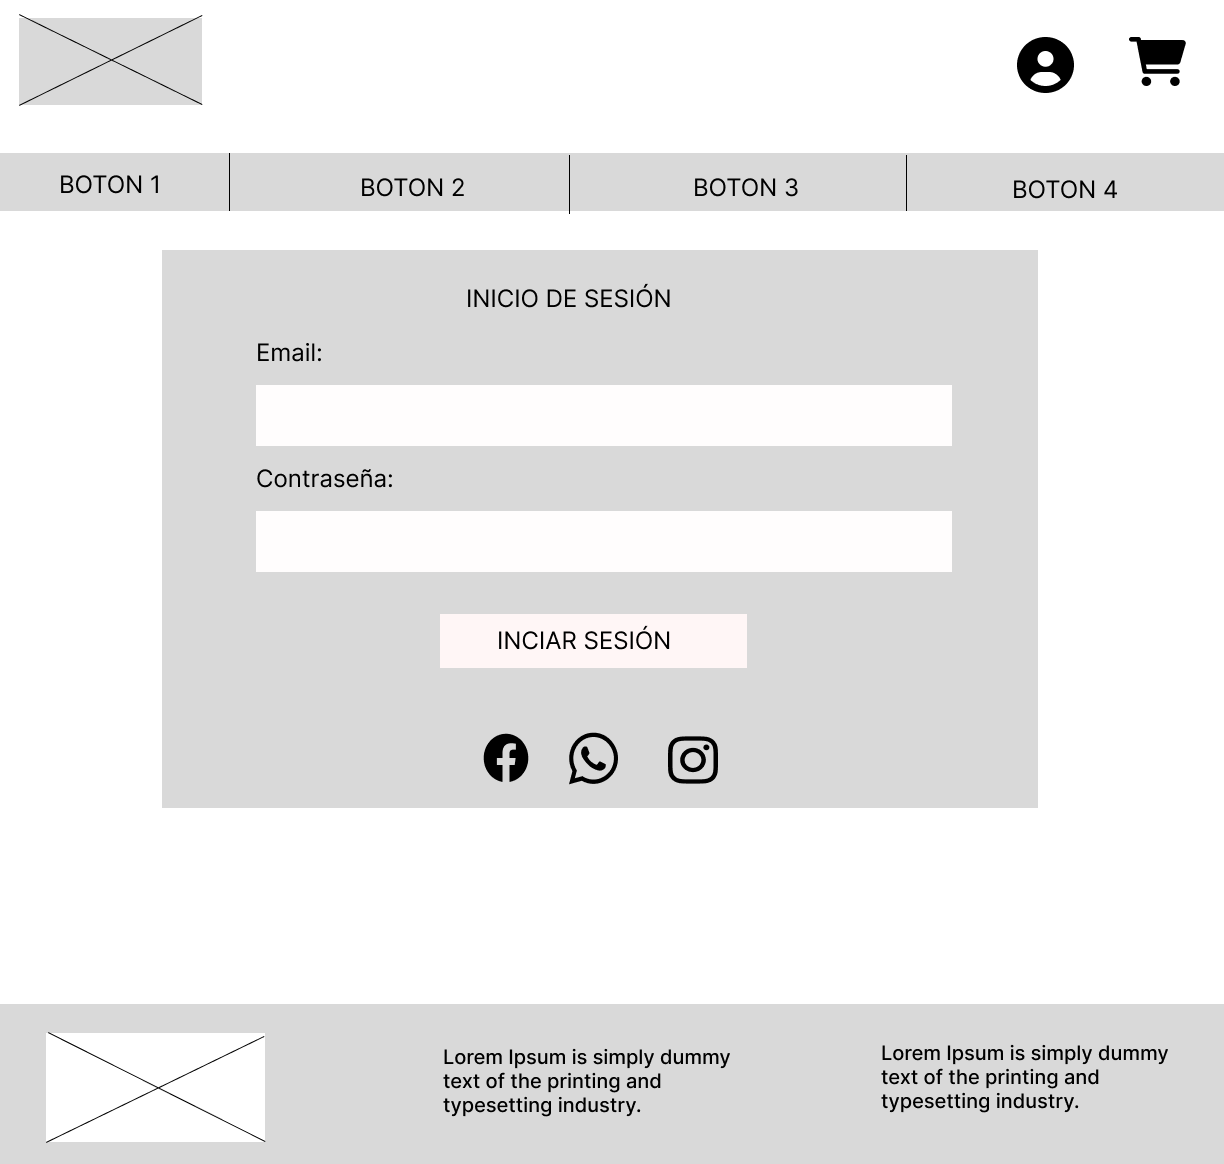 BOTON 1
BOTON 2
BOTON 3
BOTON 4
INICIO DE SESIÓN
Email:
Contraseña:
INCIAR SESIÓN
Lorem Ipsum is simply dummy
text of the printing and
typesetting industry.
Lorem Ipsum is simply dummy
text of the printing and
typesetting industry.